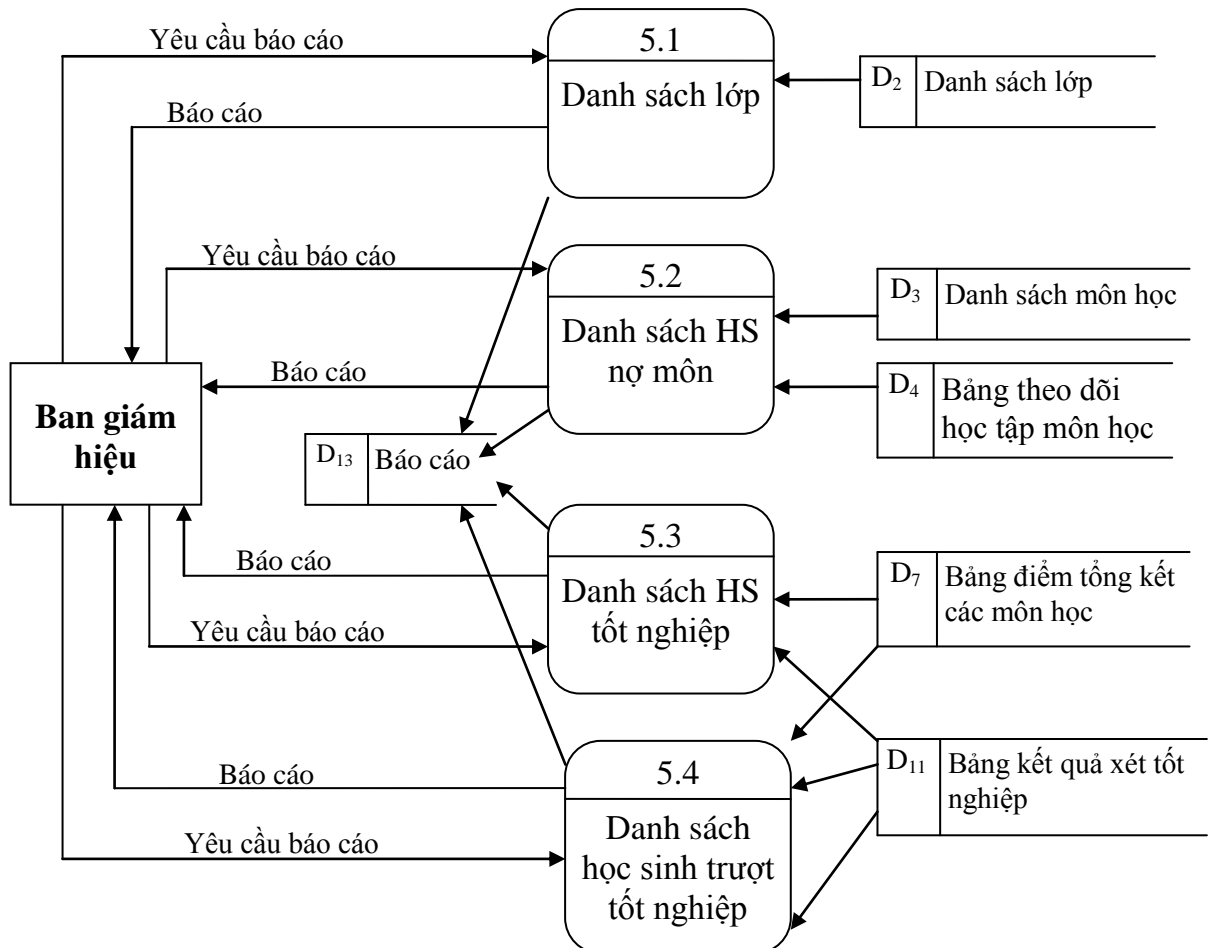 Yêu cầu báo cáo
5.1
Danh sách lớp
D2 Danh sách lớp
Báo cáo
Yêu cầu báo cáo
5.2
Danh sách HS
nợ môn
D3 Danh sách môn học
Báo cáo
D4 Bảng theo dõi
học tập môn học
Ban giám
hiệu
D13 Báo cáo
5.3
Danh sách HS
tốt nghiệp
Báo cáo
D7 Bảng điểm tổng kết
các môn học
Yêu cầu báo cáo
5.4
Danh sách
học sinh trượt
tốt nghiệp
D11 Bảng kết quả xét tốt
nghiệp
Báo cáo
Yêu cầu báo cáo